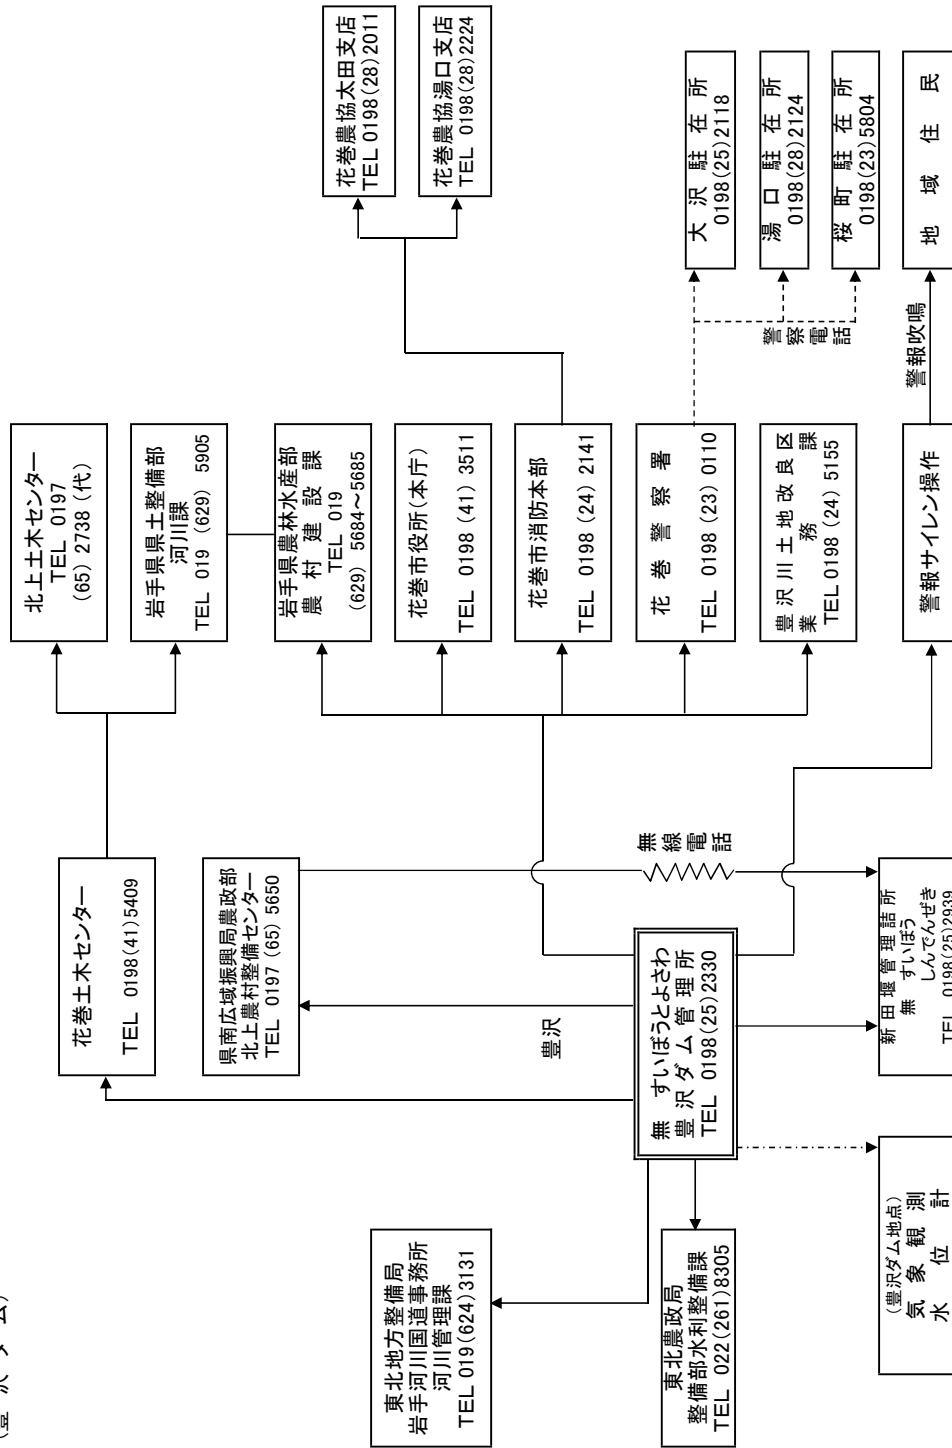 (豊 沢 ダ ム)
東北地方整備局
岩手河川国道事務所
河川管理課
TEL 019(624)3131
東北農政局
整備部水利整備課
TEL 022(261)8305
(豊沢ダム地点)
気 象 観 測
水 位 計
花巻土木センター
TEL 0198(41)5409
県南広域振興局農政部
北上農村整備センター
TEL 0197 (65) 5650
豊沢
無 すいぼうとよさわ
豊 沢 ダ ム 管 理 所
TEL 0198(25)2330
無線電話
新 田 堰 管 理 詰 所
無 すいぼう
しんでんぜき
TEL 0198(25)2939
北上土木センター
TEL 0197
(65) 2738 (代)
岩手県県土整備部
河川課
TEL 019 (629) 5905
岩手県農林水産部
農 村 建 設 課
TEL 019
(629) 5684~5685
花巻市役所(本庁)
TEL 0198 (41) 3511
花巻市消防本部
TEL 0198 (24) 2141
花 巻 警 察 署
TEL 0198 (23) 0110
豊 沢 川 土 地 改 良 区
業 務 課
TEL 0198 (24) 5155
警報サイレン操作
警察電話
警報吹鳴
花巻農協太田支店
TEL 0198(28)2011
花巻農協湯口支店
TEL 0198(28)2224
大 沢 駐 在 所
0198(25)2118
湯 口 駐 在 所
0198(28)2124
桜 町 駐 在 所
0198(23)5804
地 域 住 民